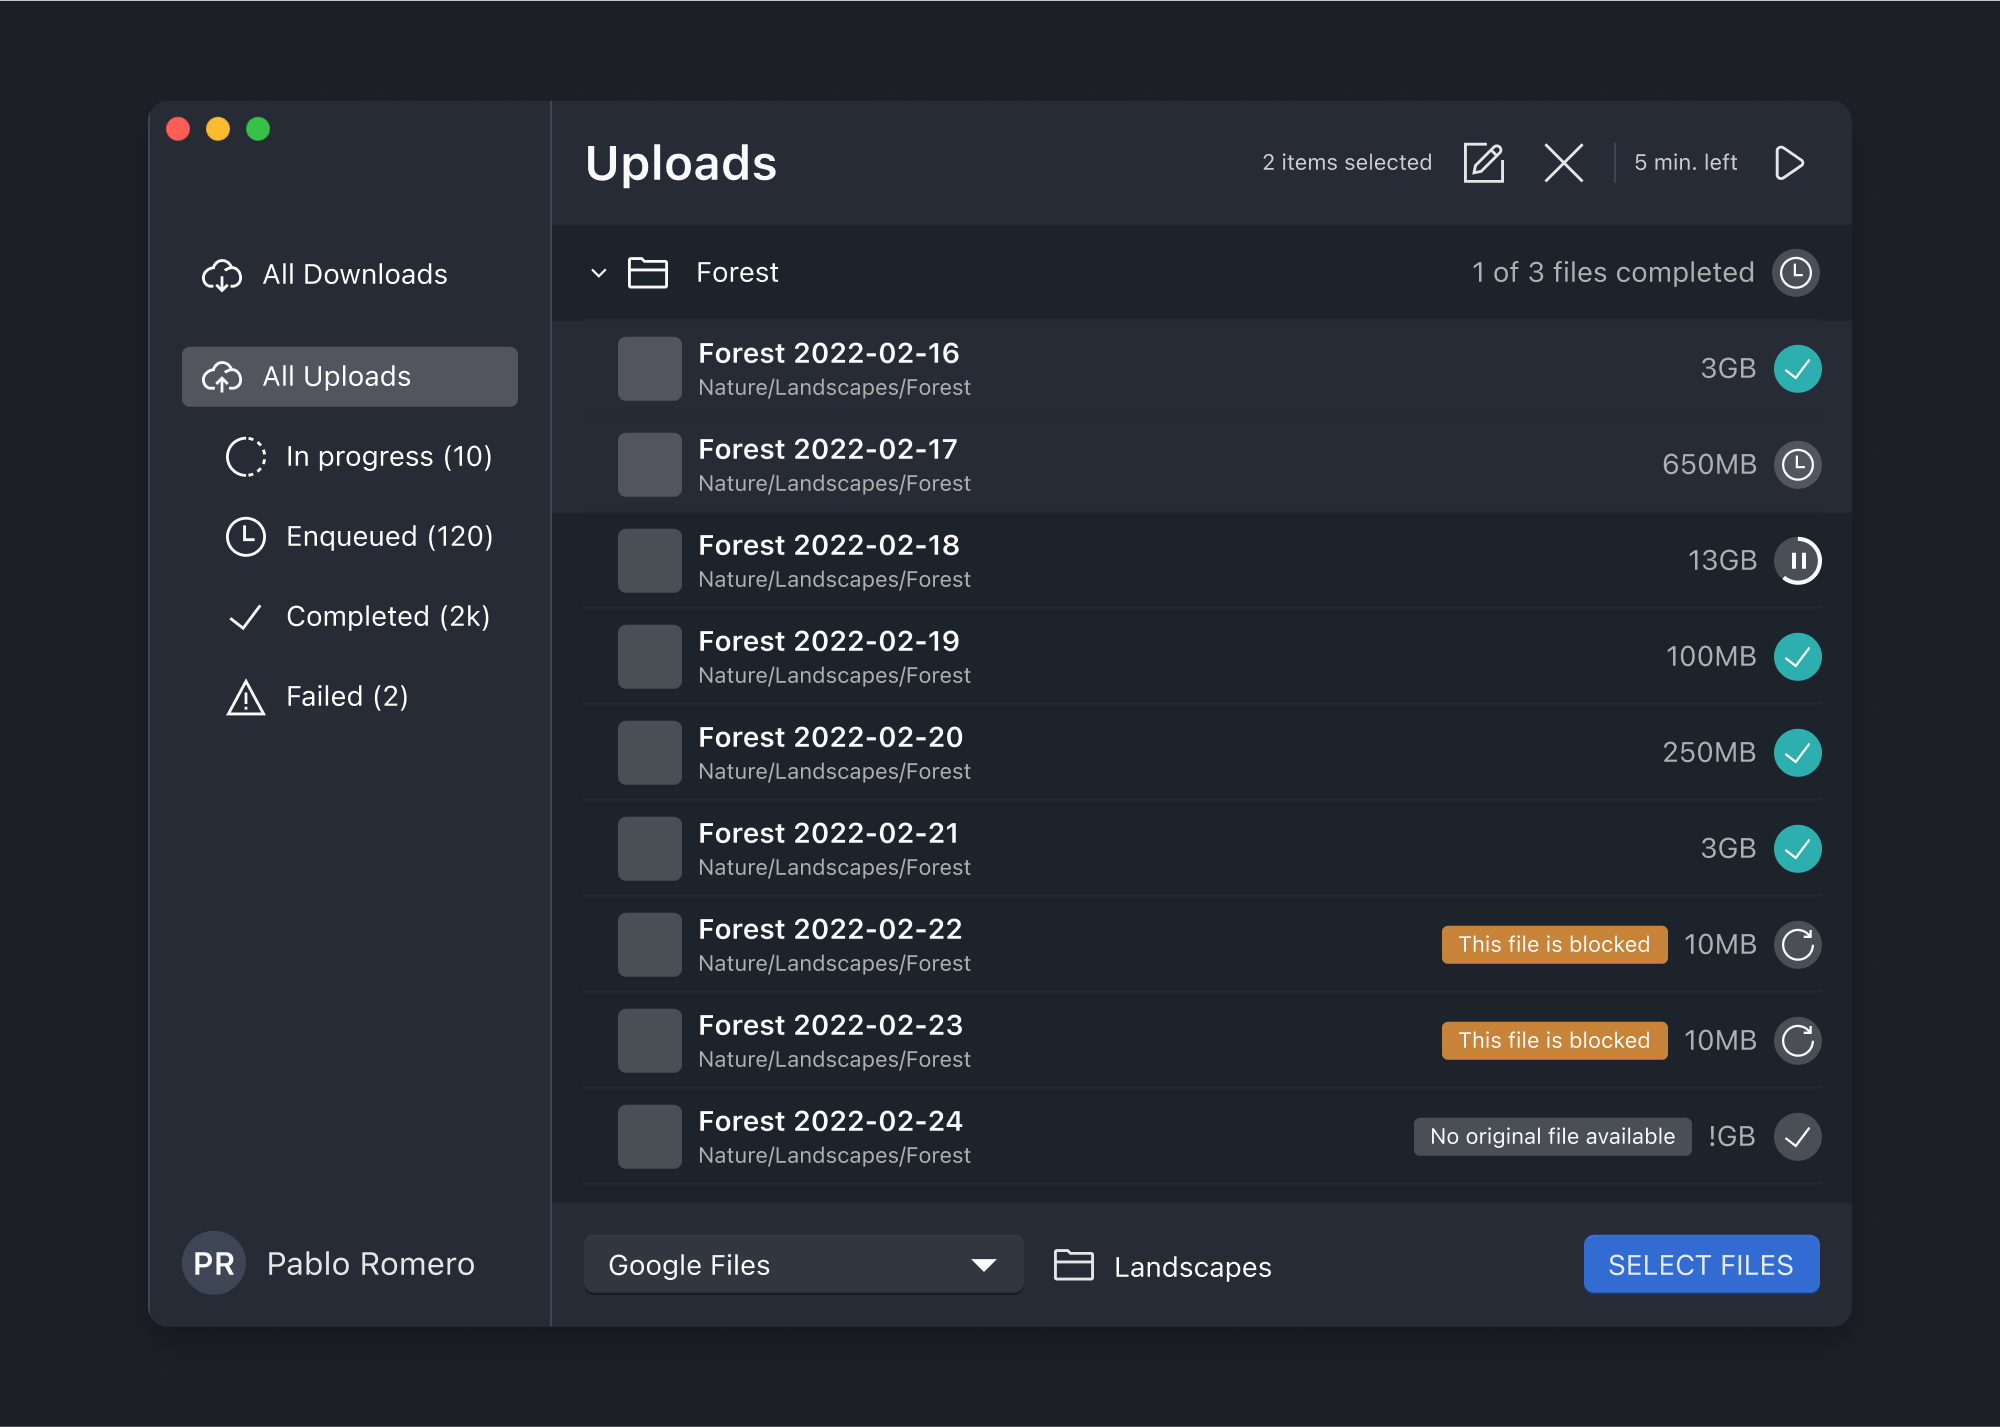 Uploads
2 items selected
5 min. left
All Downloads
All Uploads
In progress (10)
Enqueued (120)
Completed (2k)
Failed (2)
PR
Pablo Romero
Forest
1 of 3 files completed
Forest 2022-02-16
Nature/Landscapes/Forest
3GB
Forest 2022-02-17
Nature/Landscapes/Forest
650MB
Forest 2022-02-18
Nature/Landscapes/Forest
13GB
Forest 2022-02-19
Nature/Landscapes/Forest
100MB
Forest 2022-02-20
Nature/Landscapes/Forest
250MB
Forest 2022-02-21
Nature/Landscapes/Forest
3GB
Forest 2022-02-22
Nature/Landscapes/Forest
This file is blocked
10MB
Forest 2022-02-23
Nature/Landscapes/Forest
This file is blocked
10MB
Forest 2022-02-24
Nature/Landscapes/Forest
No original file available
!GB
Google Files
Landscapes
SELECT FILES